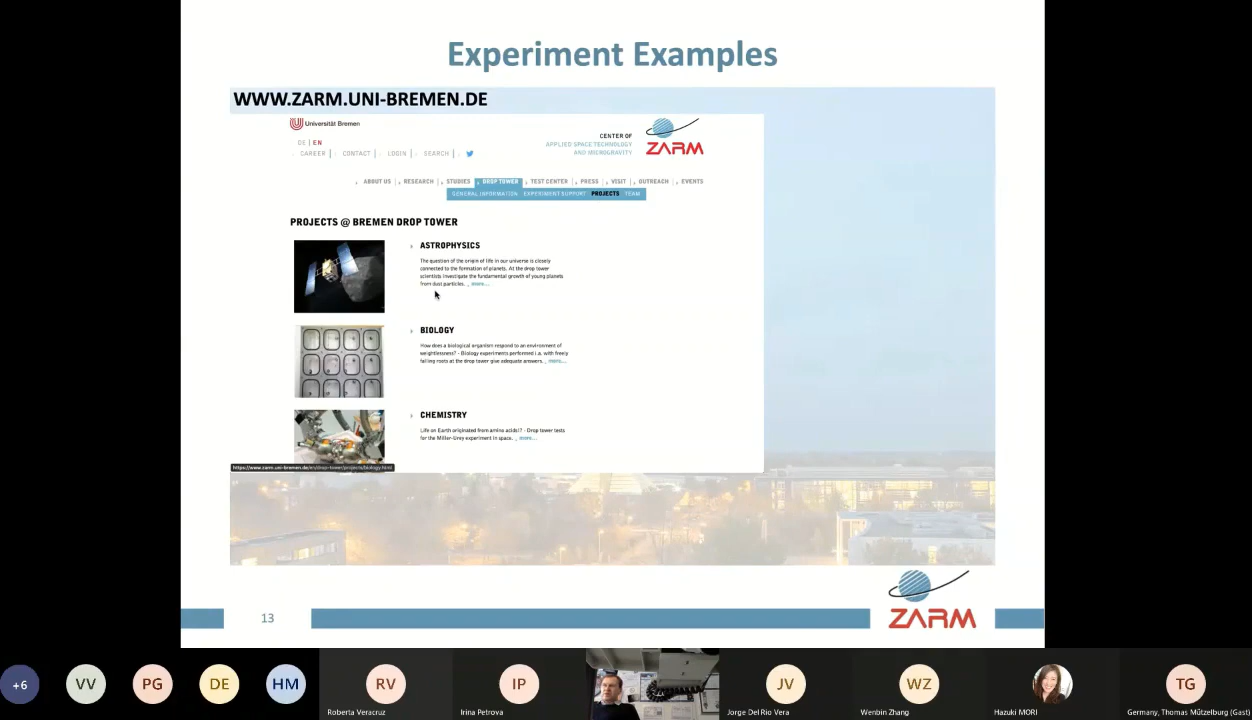 Experiment Examples
WWW.ZARM.UNI-BREMEN.DE
Universität Bremen
DE | EN
CAREER | CONTACT | LOGIN | SEARCH |
CENTER OF
APPLIED SPACE TECHNOLOGY
AND MICROGRAVITY
ZARM
ABOUT US | RESEARCH | STUDIES DROP TOWER | TEST CENTER | PRESS | VISIT | OUTREACH | EVENTS
GENERAL INFORMATION EXPERIMENT SUPPORT PROJECTS TEAM
PROJECTS @ BREMEN DROP TOWER
ASTROPHYSICS
The question of the origin of life in our universe is closely
connected to the formation of planets. At the drop tower
scientists investigate the fundamental growth of young planets
from dust particles. more...
BIOLOGY
How does a biological organism respond to an environment of
weightlessness? - Biology experiments performed i.a. with freely
falling roots at the drop tower give adequate answers. more...
CHEMISTRY
Life on Earth originated from amino acids!? - Drop tower tests
for the Miller-Urey experiment in space. more...
https://www.zarm.uni-bremen.de/en/drop-tower/projects/biology.html
13
ZARM
+6
VV
PG
DE
HM
RV
IP
JV
WZ
TG
Roberta Veracruz
Irina Petrova
Jorge Del Rio Vera
Wenbin Zhang
Hazuki MORI
Germany, Thomas Mützelburg (Gast)